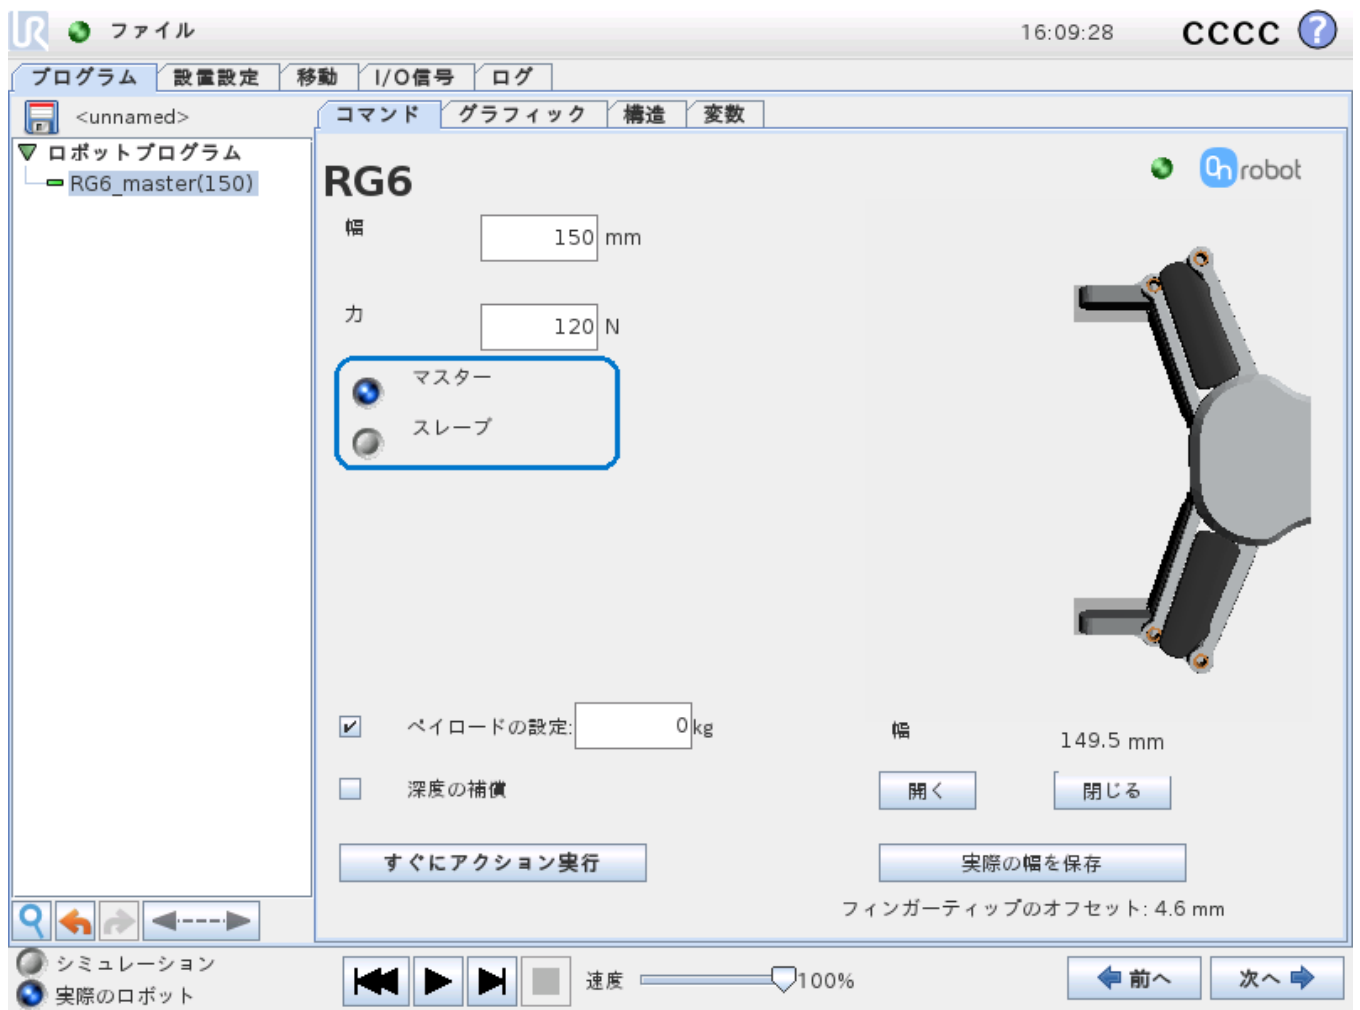 ファイル 16:09:28 CCCC ?
プログラム 設置設定 移動 I/O信号 ログ
<unnamed> コマンド グラフィック 構造 変数
ロボットプログラム
RG6_master(150)
RG6
On robot
幅 150 mm
力 120 N
マスター
スレーブ
ペイロードの設定: 0 kg
幅 149.5 mm
深度の補償
開く 閉じる
すぐにアクション実行 実際の幅を保存
フィンガーティップのオフセット: 4.6 mm
シミュレーション
実際のロボット
速度 100%
前へ 次へ